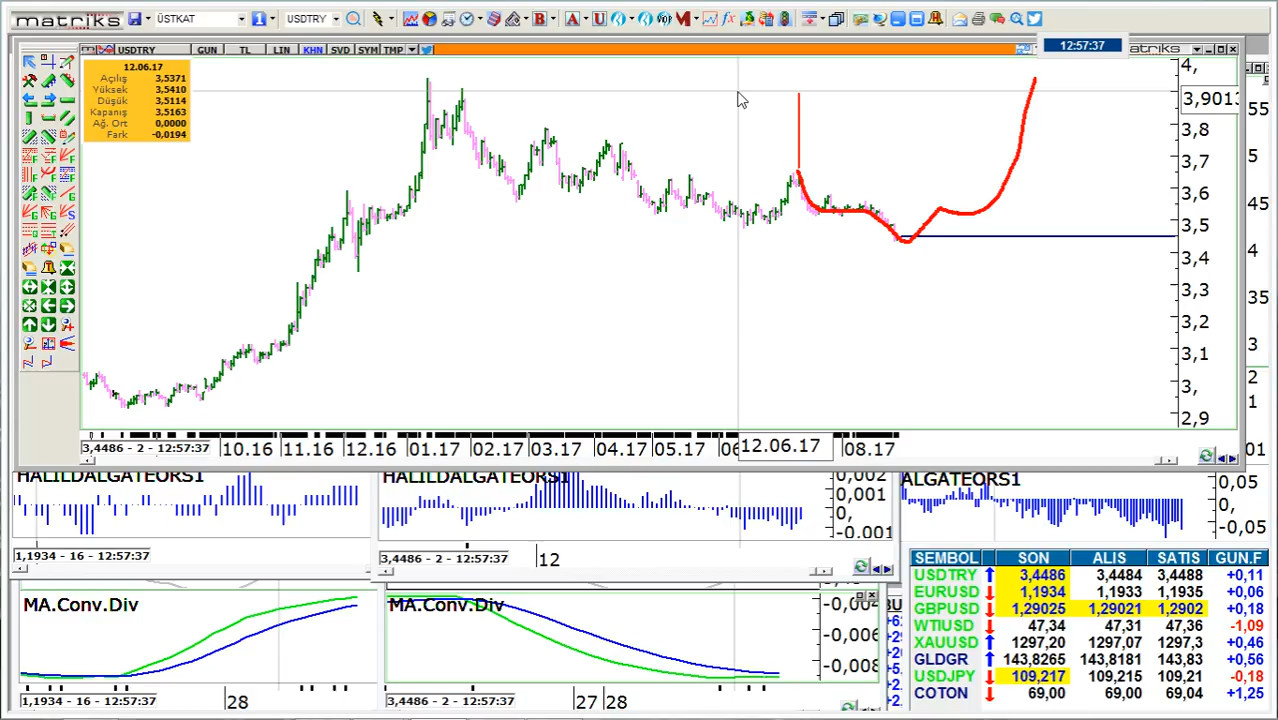 matriks ÜSTKAT USDTRY
12:57:37
USDTRY GUN TL LIN KHN SVD SYM TMP matriks
12.06.17
Açılış 3,5371
Yüksek 3,5410
Düşük 3,5114
Kapanış 3,5163
Ağ. Ort 0,0000
Fark -0,0194
4,
3,9013
3,8
3,7
3,6
3,5
3,4
3,3
3,2
3,1
3,
2,9
55
5
45
4
35
3
2
1
01
3,4486 - 2 - 12:57:37 10.16 11.16 12.16 01.17 02.17 03.17 04.17 05.17 12.06.17 08.17
HALILDALGATEORS1
1,1934 - 16 - 12:57:37
HALILDALGATEORS1
0,002
0,001
0,
-0.001
3,4486 - 2 - 12:57:37 12
ALGATEORS1
0,05
0,
-0,05
MA.Conv.Div
1,1934 - 16 - 12:57:37 28
MA.Conv.Div
-0,004
-0,006
-0,008
3,4486 - 2 - 12:57:37 27 28
SEMBOL SON ALIS SATIS GUN.F
USDTRY 3,4486 3,4484 3,4488 +0,11
EURUSD 1,1934 1,1933 1,1935 +0,06
GBPUSD 1,29025 1,29021 1,2902 +0,18
WTIUSD 47,34 47,31 47,36 -1,09
XAUUSD 1297,20 1297,07 1297,3 +0,46
GLDGR 143,8265 143,8181 143,83 +0,56
USDJPY 109,217 109,215 109,21 -0,18
COTON 69,00 69,00 69,04 +1,25